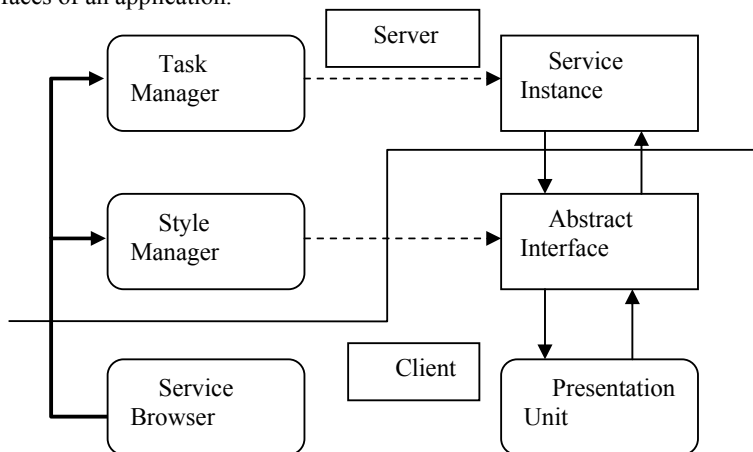 faces of an application.
Server
Task
Manager
Service
Instance
Style
Manager
Abstract
Interface
Client
Service
Browser
Presentation
Unit